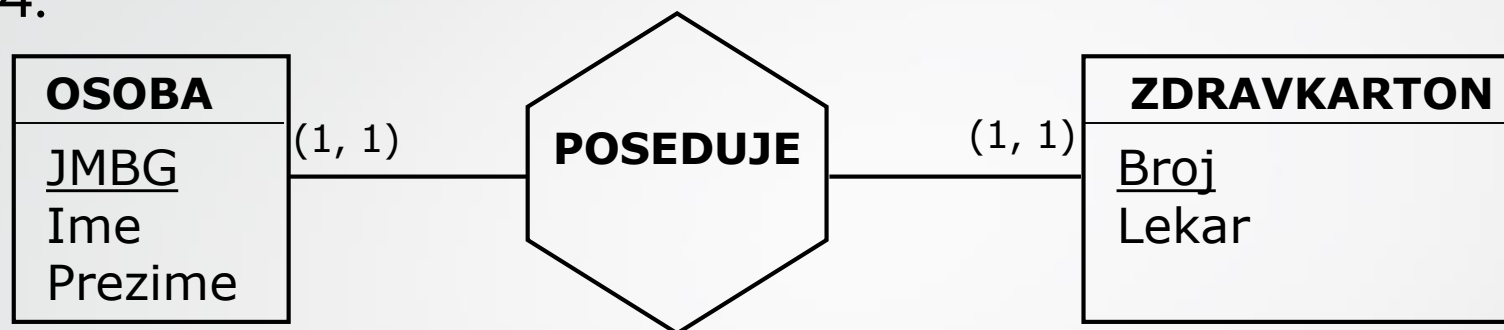 4.
OSOBA
JMBG
Ime
Prezime
(1, 1)
POSEDUJE
(1, 1)
ZDRAVKARTON
Broj
Lekar